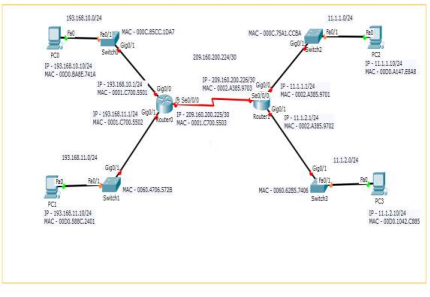 193.168.10.0/24
11.1.1.0/24
Fa0
Fa0/1
MAC - 000C.85CC.1DA7
MAC - 000C.75A1.CCBA
Fa0/1
Fa0
PC0
Switch0
Gig0/1
Gig0/1
Switch2
PC2
209.160.200.224/30
IP - 193.168.10.10/24
MAC - 00D0.BA8E.741A
IP - 11.1.1.10/24
MAC - 00D0.A147.E8A8
Gig0/0
IP - 209.160.200.226/30
MAC - 0002.A385.9703
Gig0/0
IP - 193.168.10.1/24
MAC - 0001.C700.5501
Se0/0/0
Se0/0/0
IP - 11.1.1.1/24
MAC - 0002.A385.9701
IP - 193.168.11.1/24
MAC - 0001.C700.5502
Gig0/1
Router0
IP - 209.160.200.225/30
MAC - 0001.C700.5503
Router1
Gig0/1
IP - 11.1.2.1/24
MAC - 0002.A385.9702
193.168.11.0/24
Gig0/1
11.1.2.0/24
Gig0/1
Fa0
Fa0/1
MAC - 0060.4706.572B
MAC - 0060.62B5.7406
Fa0/1
Fa0
PC1
Switch1
Switch3
PC3
IP - 193.168.11.10/24
MAC - 00D0.589C.2401
IP - 11.1.2.10/24
MAC - 00D0.1042.C885